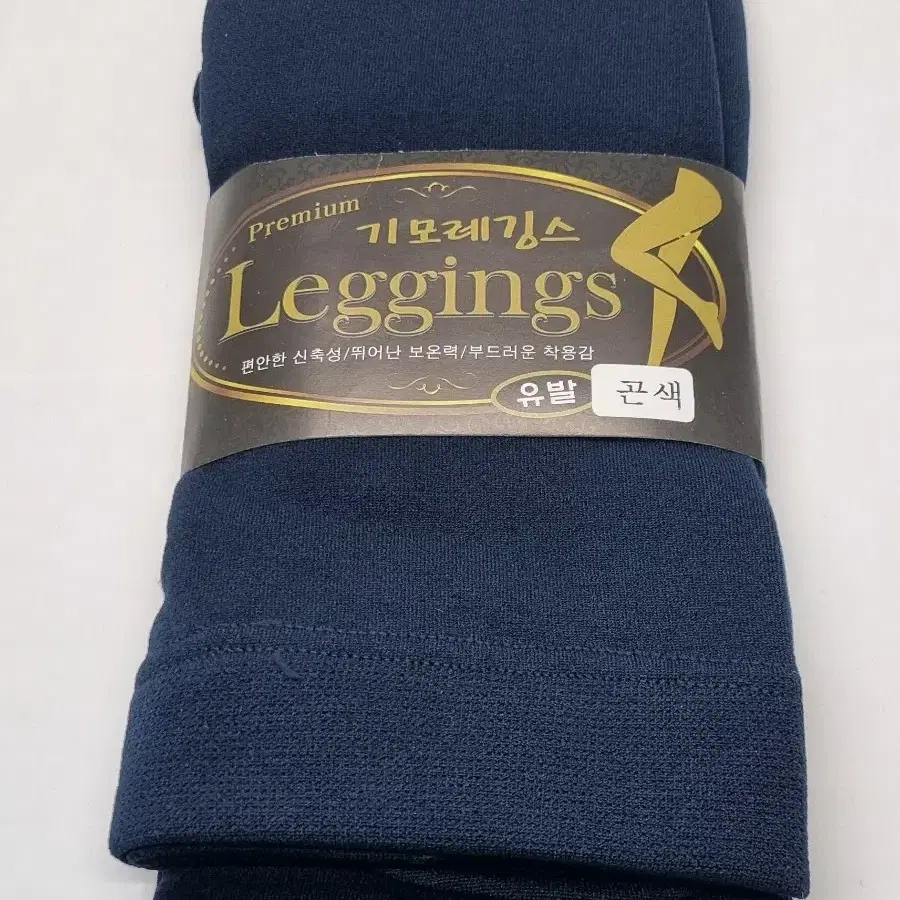 Premium
기모레깅스
Leggings
편안한 신축성/뛰어난 보온력/부드러운 착용감
유발 곤색